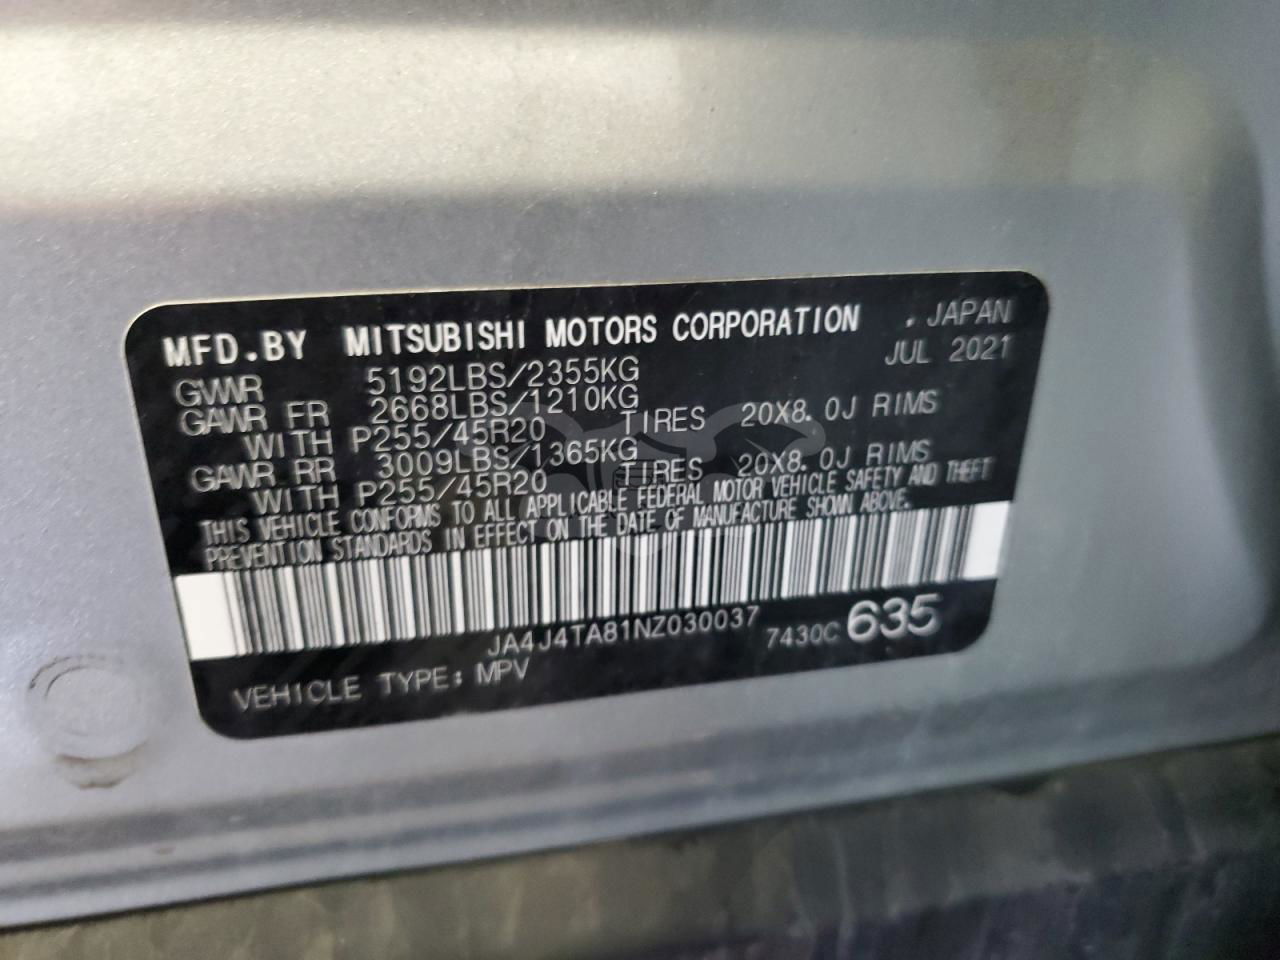 MFD.BY MITSUBISHI MOTORS CORPORATION . JAPAN
GVWR 5192LBS/2355KG JUL 2021
GAWR FR 2668LBS/1210KG
WITH P255/45R20 TIRES 20X8.0J RIMS
GAWR RR 3009LBS/1365KG
WITH P255/45R20 TIRES 20X8.0J RIMS
THIS VEHICLE CONFORMS TO ALL APPLICABLE FEDERAL MOTOR VEHICLE SAFETY AND THEFT
PREVENTION STANDARDS IN EFFECT ON THE DATE OF MANUFACTURE SHOWN ABOVE.
JA4J4TA81NZ030037 7430C 635
VEHICLE TYPE: MPV